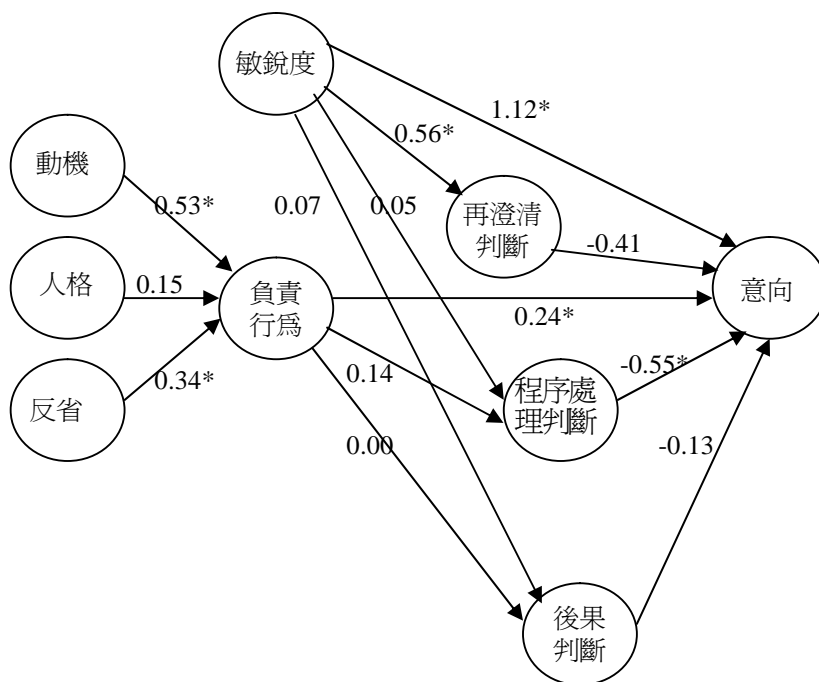 敏銳度
1.12*
0.56*
動機
0.53*
0.07
0.05
再澄清
判斷
-0.41
人格
0.15
負責
行為
意向
0.24*
反省
0.34*
0.14
程序處
理判斷
-0.55*
0.00
-0.13
後果
判斷